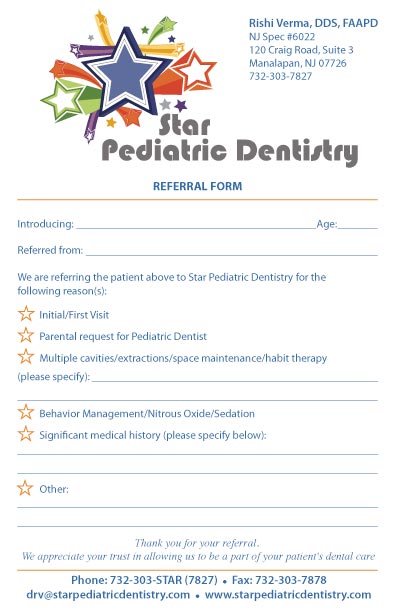 Rishi Verma, DDS, FAAPD
NJ Spec #6022
120 Craig Road, Suite 3
Manalapan, NJ 07726
732-303-7827
Star
Pediatric Dentistry
REFERRAL FORM
Introducing: Age:
Referred from:
We are referring the patient above to Star Pediatric Dentistry for the
following reason(s):
Initial/First Visit
Parental request for Pediatric Dentist
Multiple cavities/extractions/space maintenance/habit therapy
(please specify):
Behavior Management/Nitrous Oxide/Sedation
Significant medical history (please specify below):
Other:
Thank you for your referral.
We appreciate your trust in allowing us to be a part of your patient's dental care
Phone: 732-303-STAR (7827) • Fax: 732-303-7878
drv@starpediatricdentistry.com • www.starpediatricdentistry.com